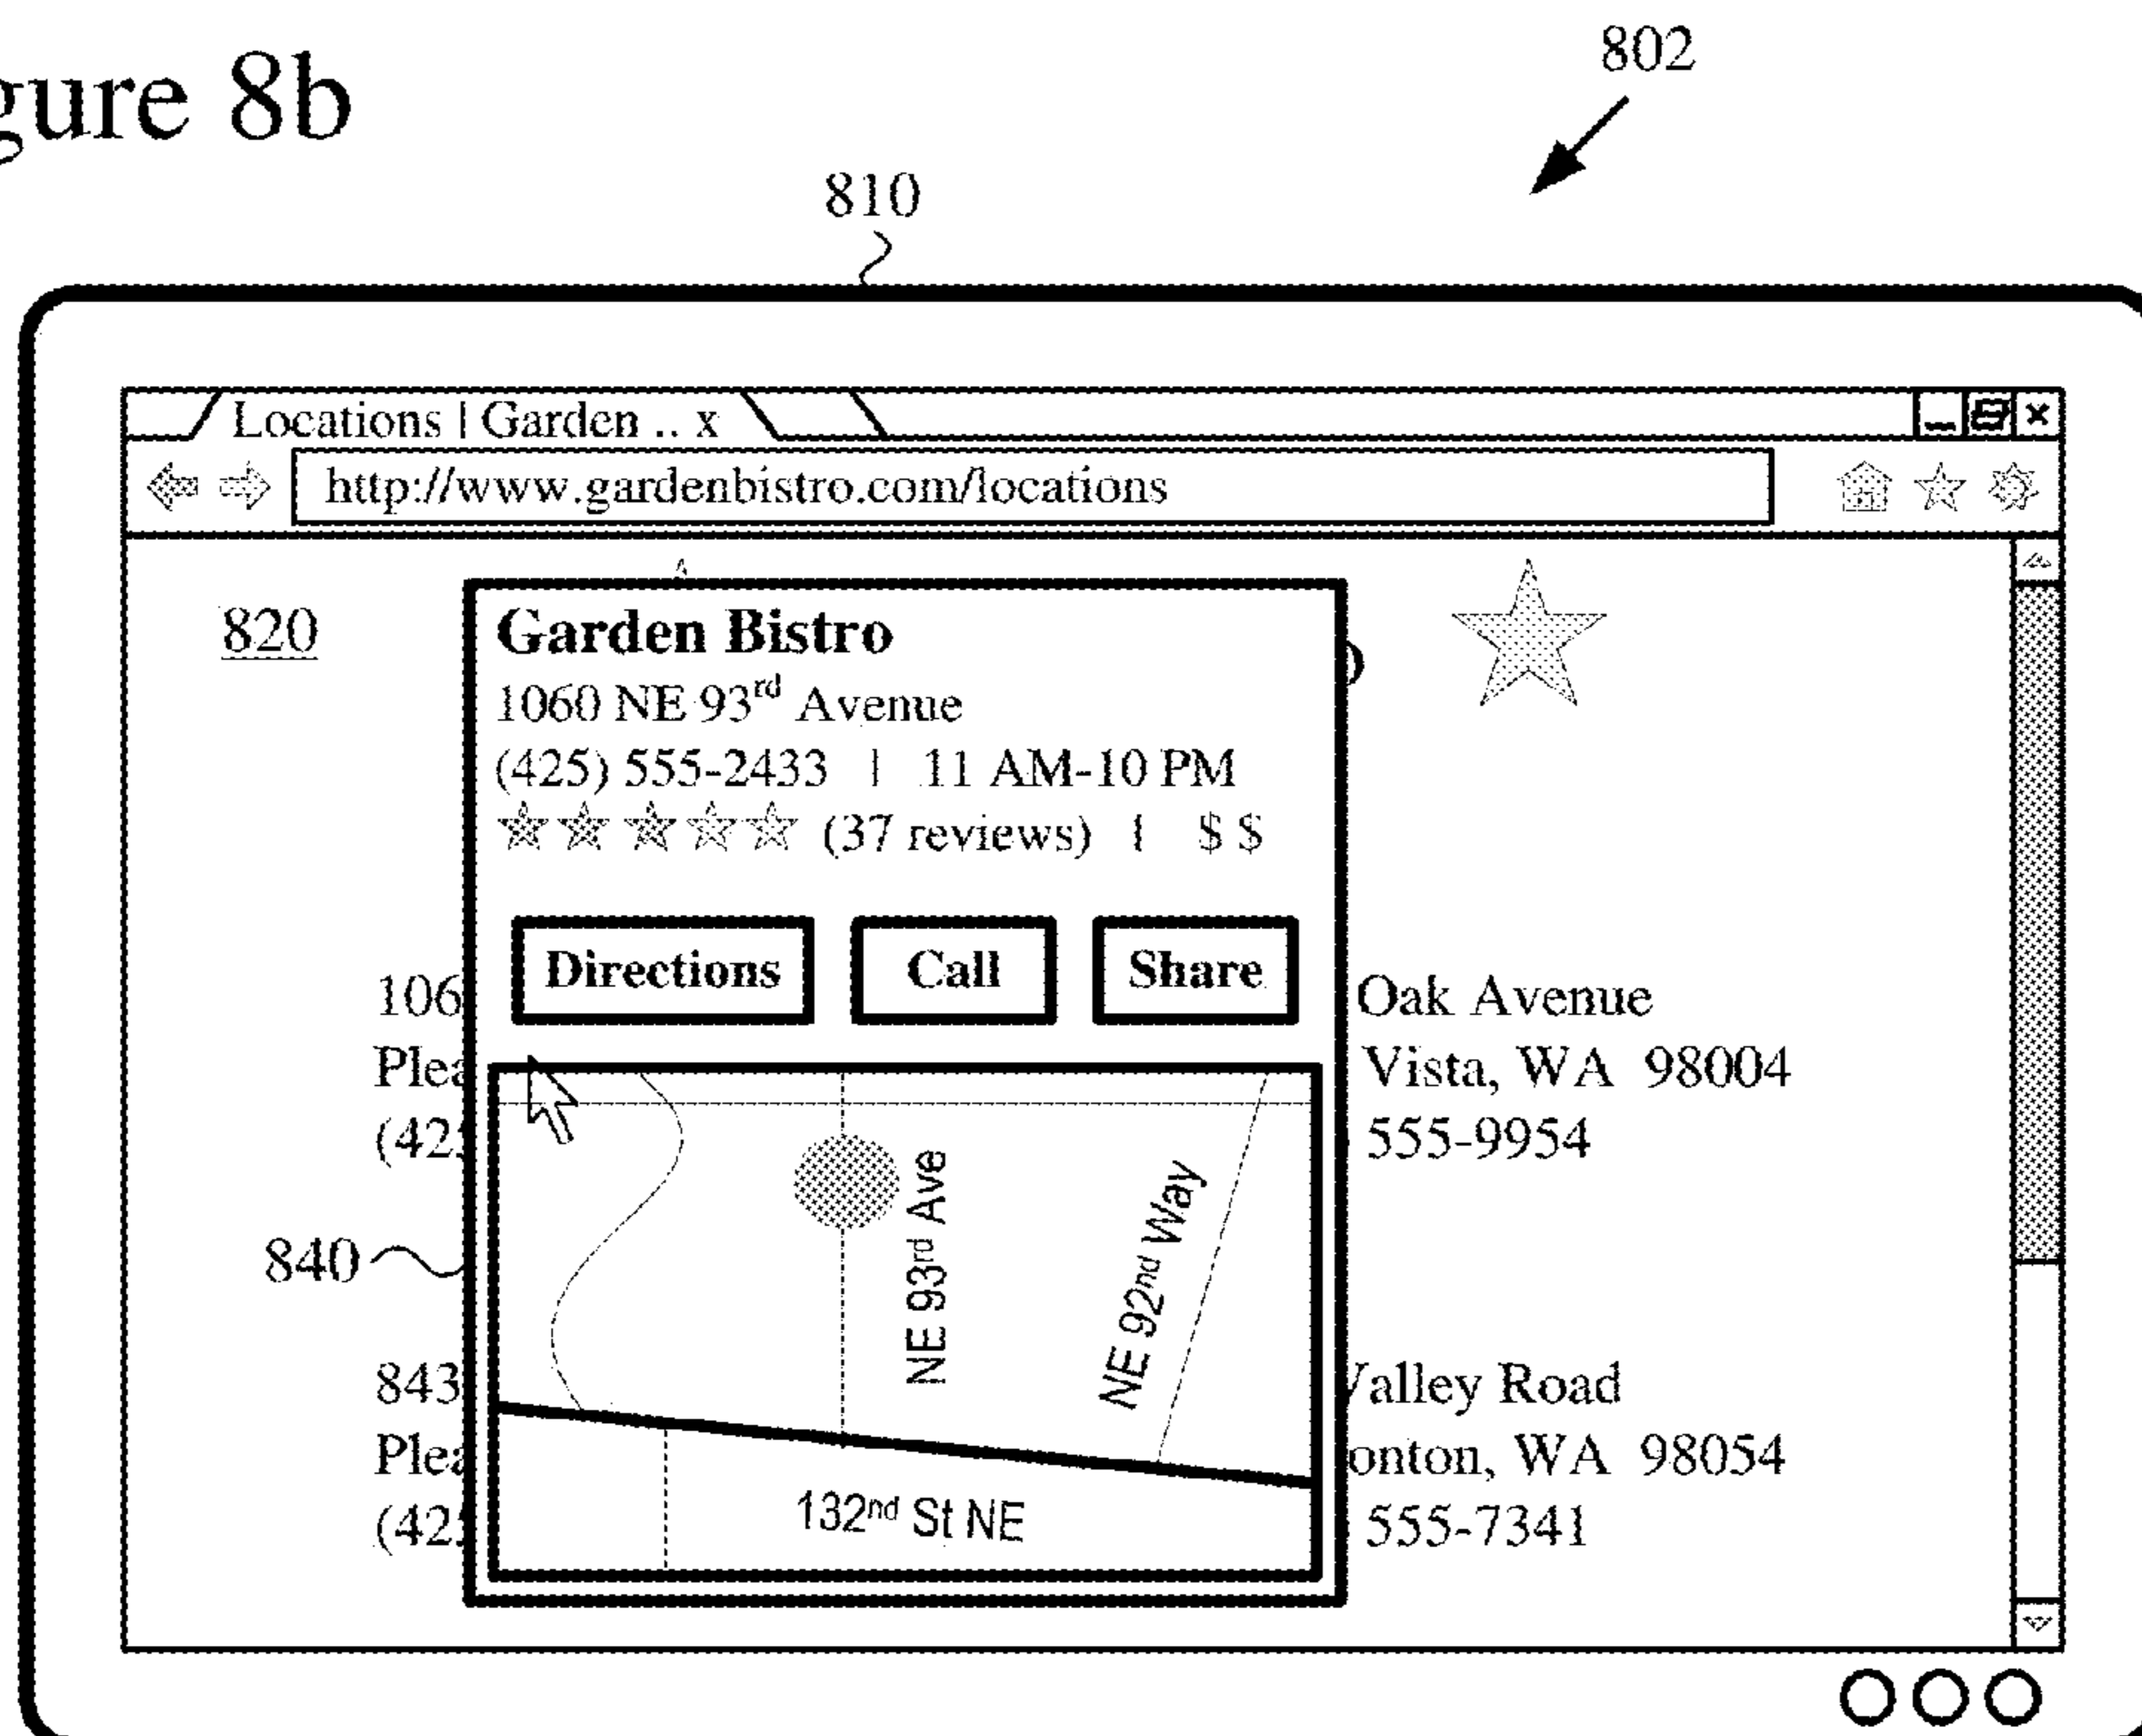 gure 8b
802
810
Locations | Garden .. x
http://www.gardenbistro.com/locations
820
Garden Bistro
1060 NE 93rd Avenue
(425) 555-2433 | 11 AM-10 PM
(37 reviews) | $ $
Directions Call Share
106 Oak Avenue
Plea Vista, WA 98004
(425 555-9954
NE 93rd Ave
NE 92nd Way
840
843 Valley Road
Plea onton, WA 98054
(425 555-7341
132nd St NE